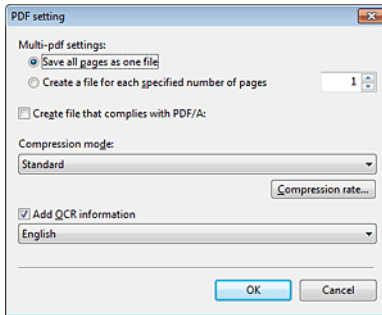 PDF setting
Multi-pdf settings:
Save all pages as one file
Create a file for each specified number of pages 1
Create file that complies with PDF/A:
Compression mode:
Standard
Compression rate...
Add OCR information
English
OK Cancel